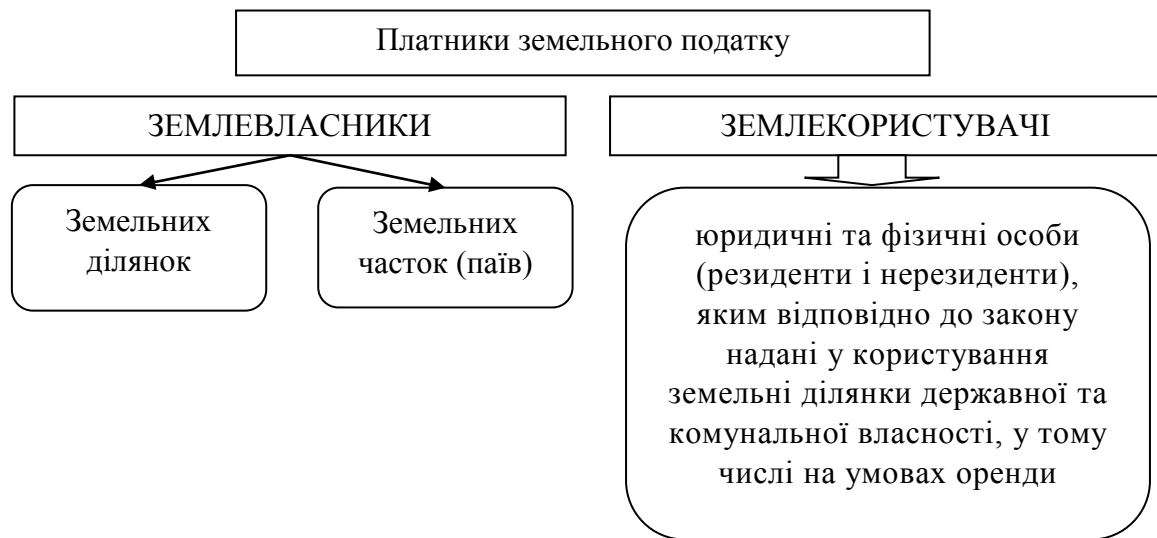 Платники земельного податку
ЗЕМЛЕВЛАСНИКИ
ЗЕМЛЕКОРИСТУВАЧІ
Земельних
ділянок
Земельних
часток (паїв)
юридичні та фізичні особи
(резиденти і нерезиденти),
яким відповідно до закону
надані у користування
земельні ділянки державної та
комунальної власності, у тому
числі на умовах оренди